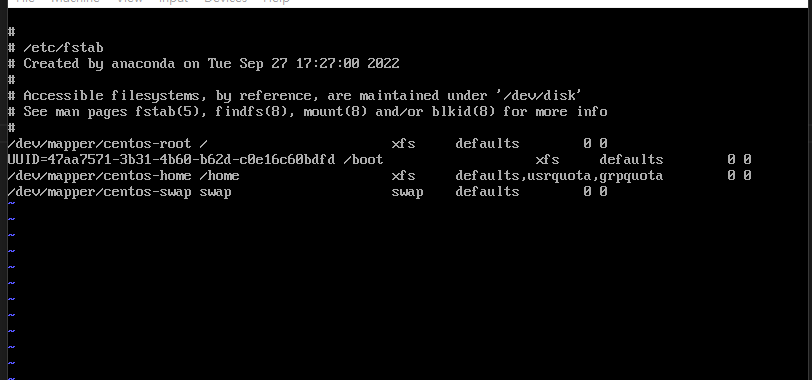 File Machine View Input Devices Help
#
# /etc/fstab
# Created by anaconda on Tue Sep 27 17:27:00 2022
#
# Accessible filesystems, by reference, are maintained under '/dev/disk'
# See man pages fstab(5), findfs(8), mount(8) and/or blkid(8) for more info
#
/dev/mapper/centos-root / xfs defaults 0 0
UUID=47aa7571-3b31-4b60-b62d-c0e16c60bdfd /boot xfs defaults 0 0
/dev/mapper/centos-home /home xfs defaults,usrquota,grpquota 0 0
/dev/mapper/centos-swap swap swap defaults 0 0
~
~
~
~
~
~
~
~
~
~
~